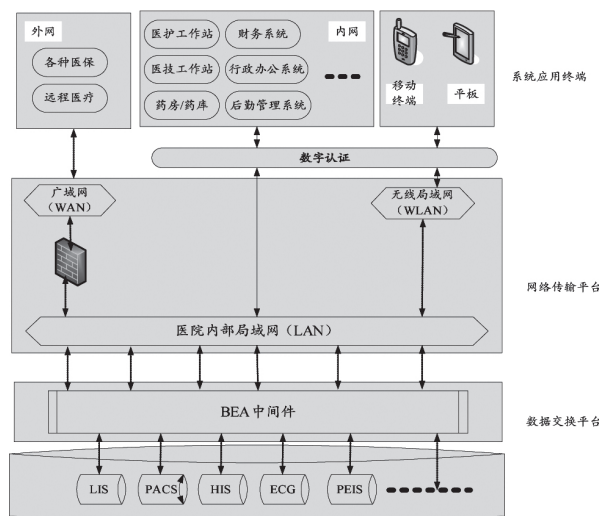 外网
各种医保
远程医疗
医护工作站
财务系统
内网
医技工作站
行政办公系统
药房/药库
后勤管理系统
移动
终端
平板
系统应用终端
数字认证
广域网
(WAN)
无线局域网
(WLAN)
网络传输平台
医院内部局域网(LAN)
BEA中间件
数据交换平台
LIS
PACS
HIS
ECG
PEIS